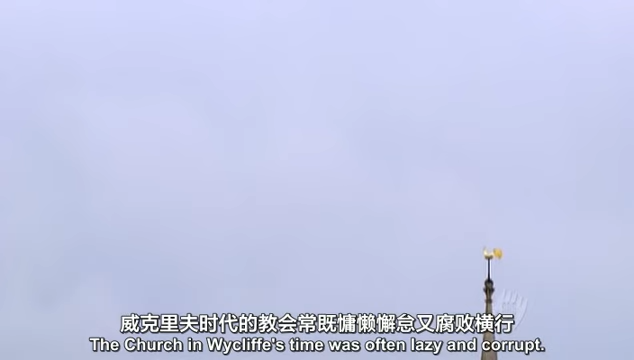 威克里夫时代的教会常既慵懒懈怠又腐败横行
The Church in Wycliffe's time was often lazy and corrupt.